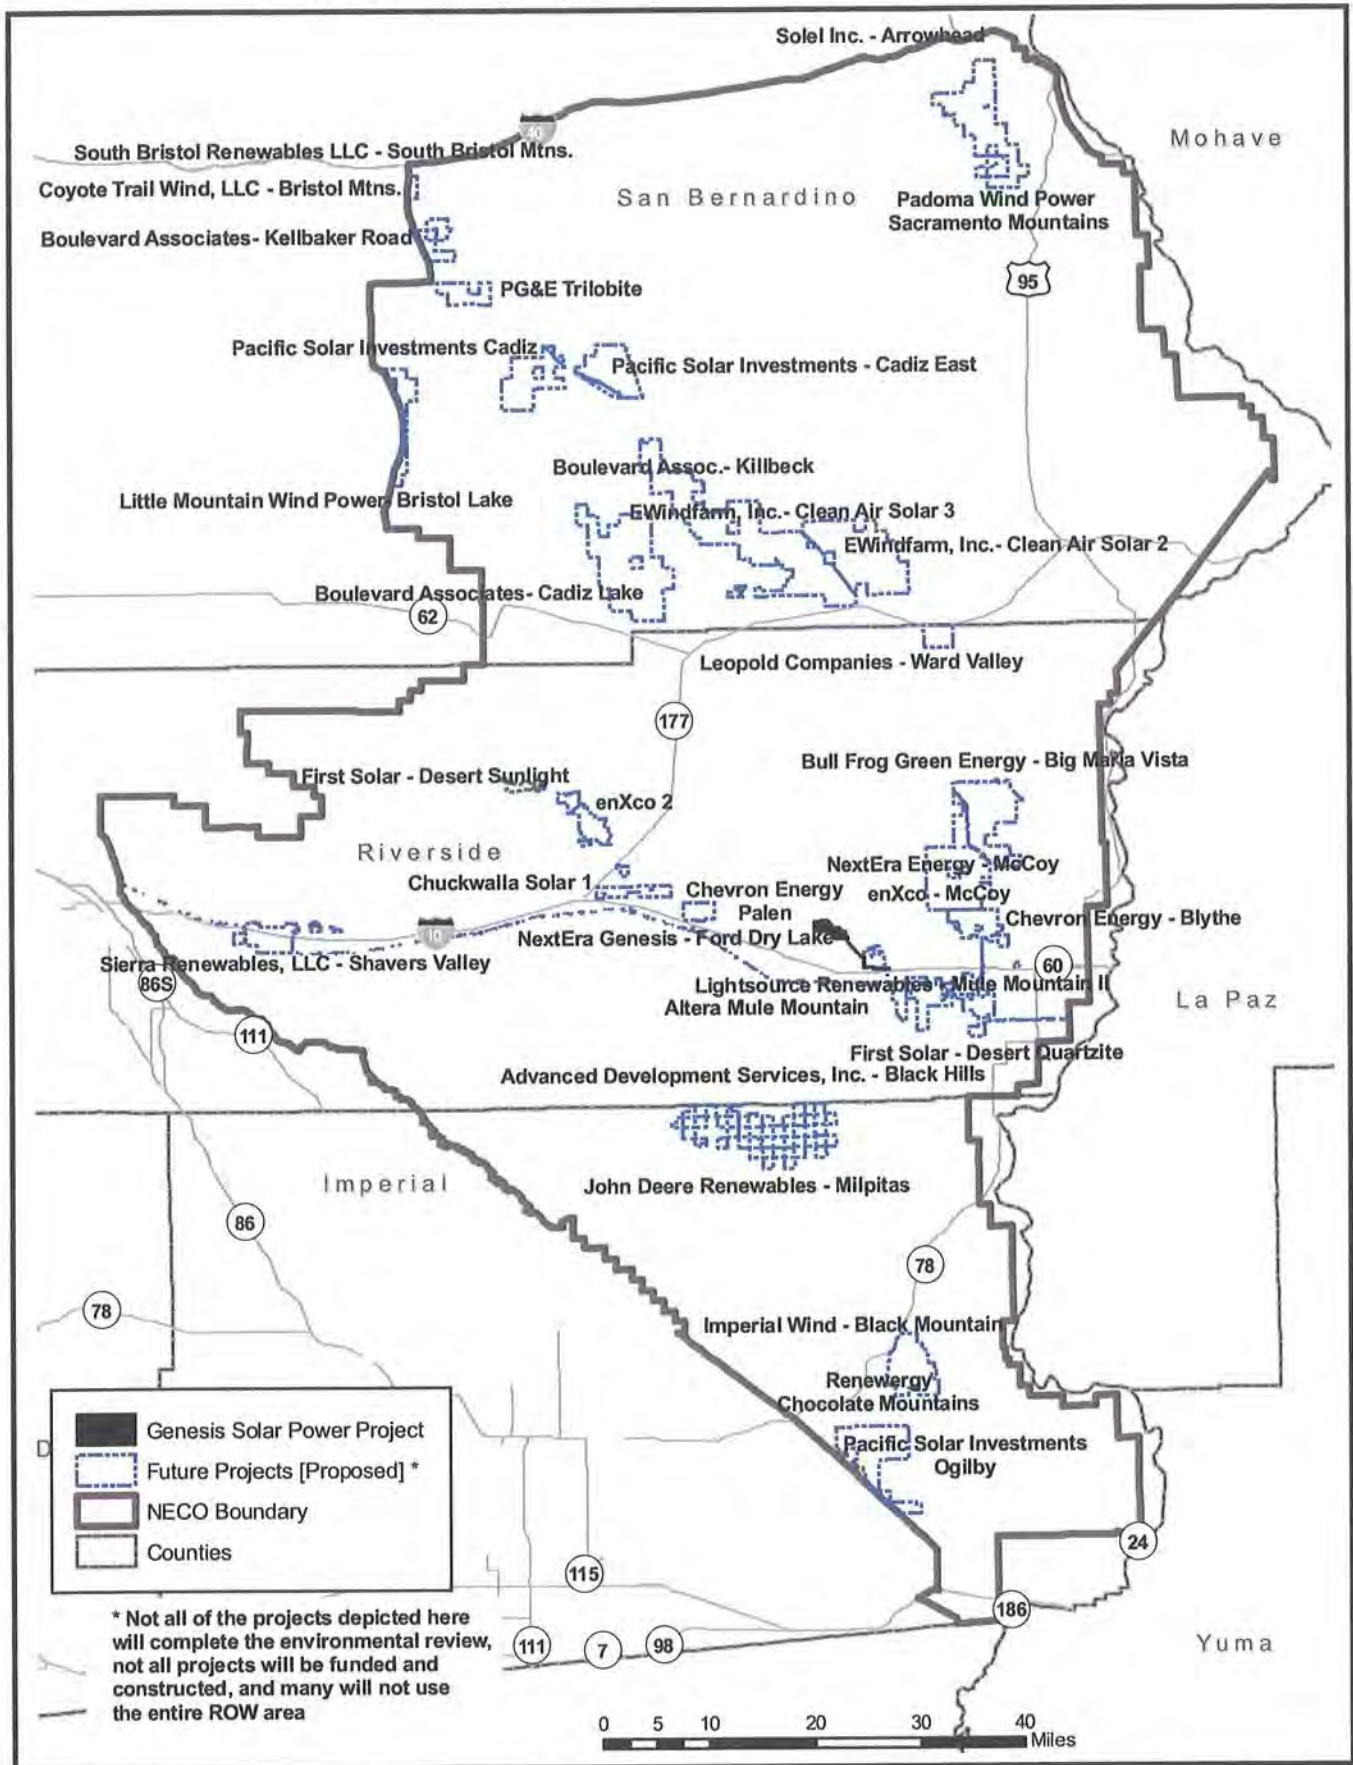 Solel Inc. - Arrowhead
40
Mohave
South Bristol Renewables LLC - South Bristol Mtns.
Coyote Trail Wind, LLC - Bristol Mtns.
San Bernardino
Padoma Wind Power
Sacramento Mountains
Boulevard Associates- Kellbaker Road
95
PG&E Trilobite
Pacific Solar Investments Cadiz
Pacific Solar Investments - Cadiz East
Boulevard Assoc.- Killbeck
Little Mountain Wind Power- Bristol Lake
EWindfarm, Inc.- Clean Air Solar 3
EWindfarm, Inc.- Clean Air Solar 2
Boulevard Associates- Cadiz Lake
62
Leopold Companies - Ward Valley
177
Bull Frog Green Energy - Big Maria Vista
First Solar - Desert Sunlight
enXco 2
Riverside
NextEra Energy - McCoy
Chuckwalla Solar 1
Chevron Energy
Palen
enXco - McCoy
Chevron Energy - Blythe
10
NextEra Genesis - Ford Dry Lake
Sierra Renewables, LLC - Shavers Valley
60
86S
Lightsource Renewables - Mule Mountain II
Altera Mule Mountain
La Paz
111
First Solar - Desert Quartzite
Advanced Development Services, Inc. - Black Hills
Imperial
John Deere Renewables - Milpitas
86
78
78
Imperial Wind - Black Mountain
Renewergy
Chocolate Mountains
Pacific Solar Investments
Ogilby
D
Genesis Solar Power Project
Future Projects [Proposed] *
NECO Boundary
Counties
24
115
186
* Not all of the projects depicted here
will complete the environmental review,
not all projects will be funded and
constructed, and many will not use
the entire ROW area
111
7
98
Yuma
0 5 10 20 30 40
Miles